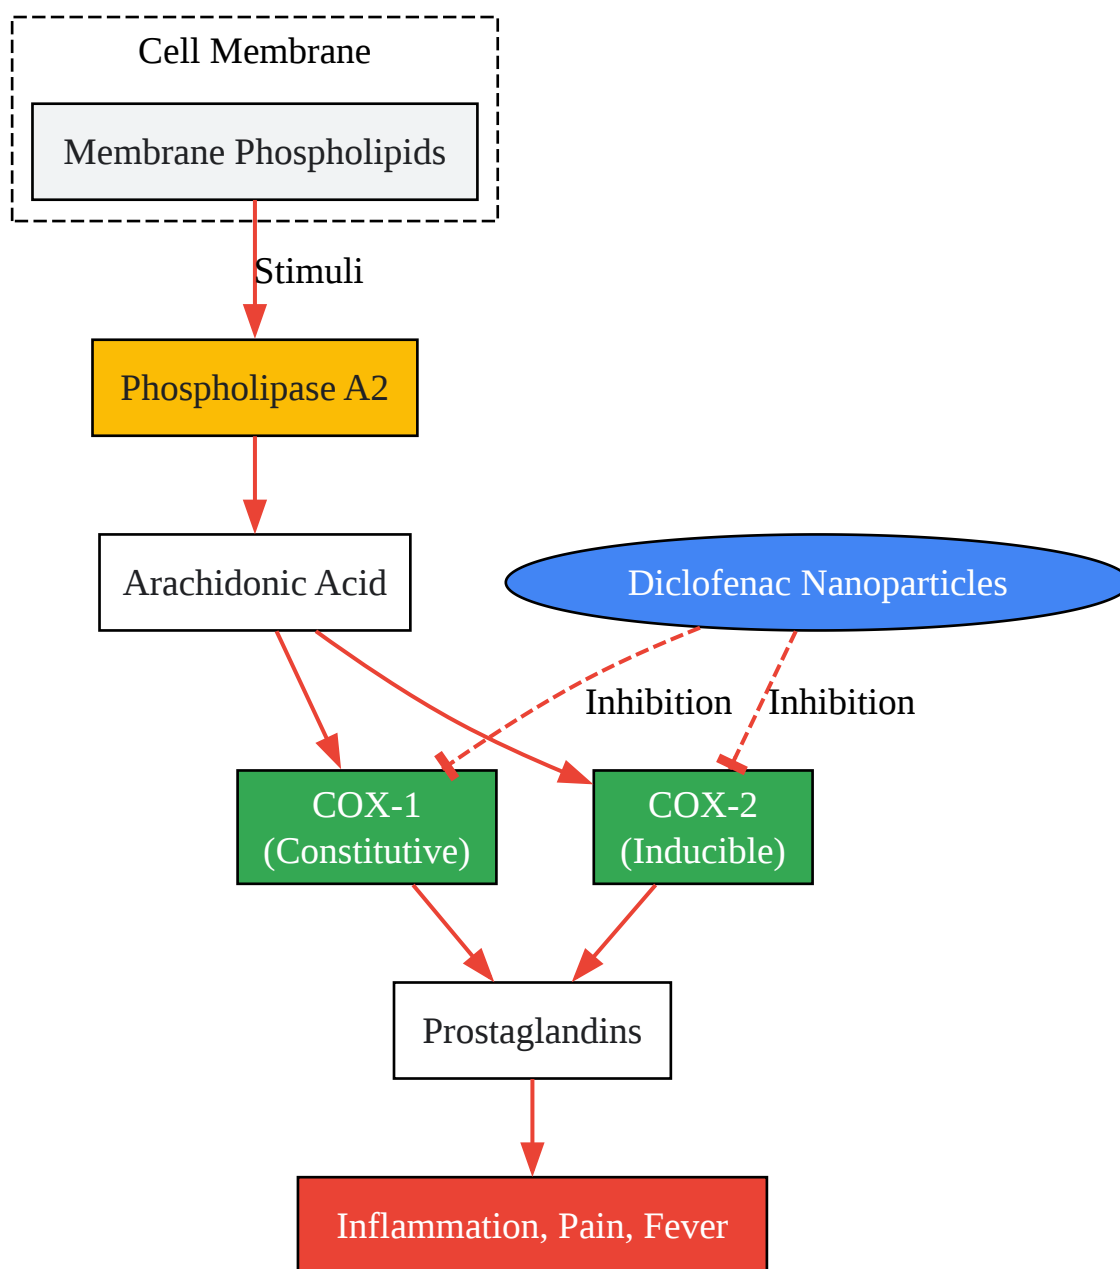 Cell Membrane
Membrane Phospholipids
Stimuli
Phospholipase A2
Arachidonic Acid
Diclofenac Nanoparticles
Inhibition
Inhibition
COX-1
(Constitutive)
COX-2
(Inducible)
Prostaglandins
Inflammation, Pain, Fever